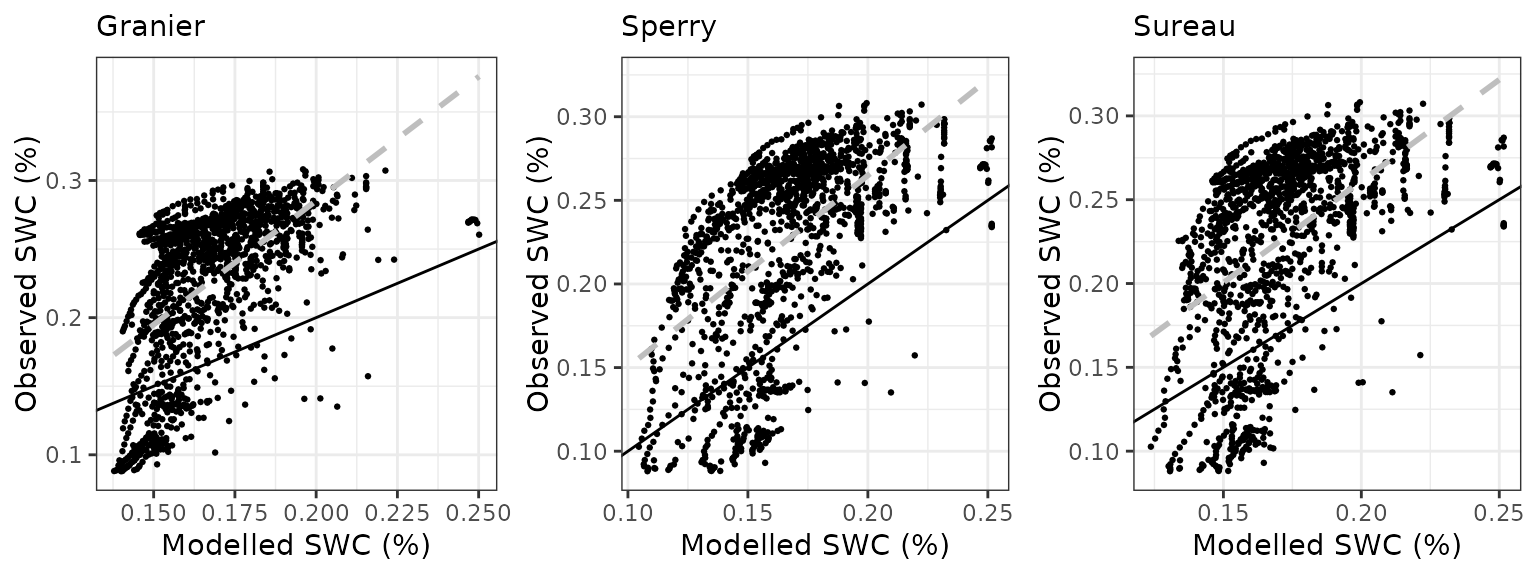 Granier
Observed SWC (%)
0.3
0.2
0.1
0.150 0.175 0.200 0.225 0.250
Modelled SWC (%)
Sperry
Observed SWC (%)
0.30
0.25
0.20
0.15
0.10
0.10 0.15 0.20 0.25
Modelled SWC (%)
Sureau
Observed SWC (%)
0.30
0.25
0.20
0.15
0.10
0.15 0.20 0.25
Modelled SWC (%)